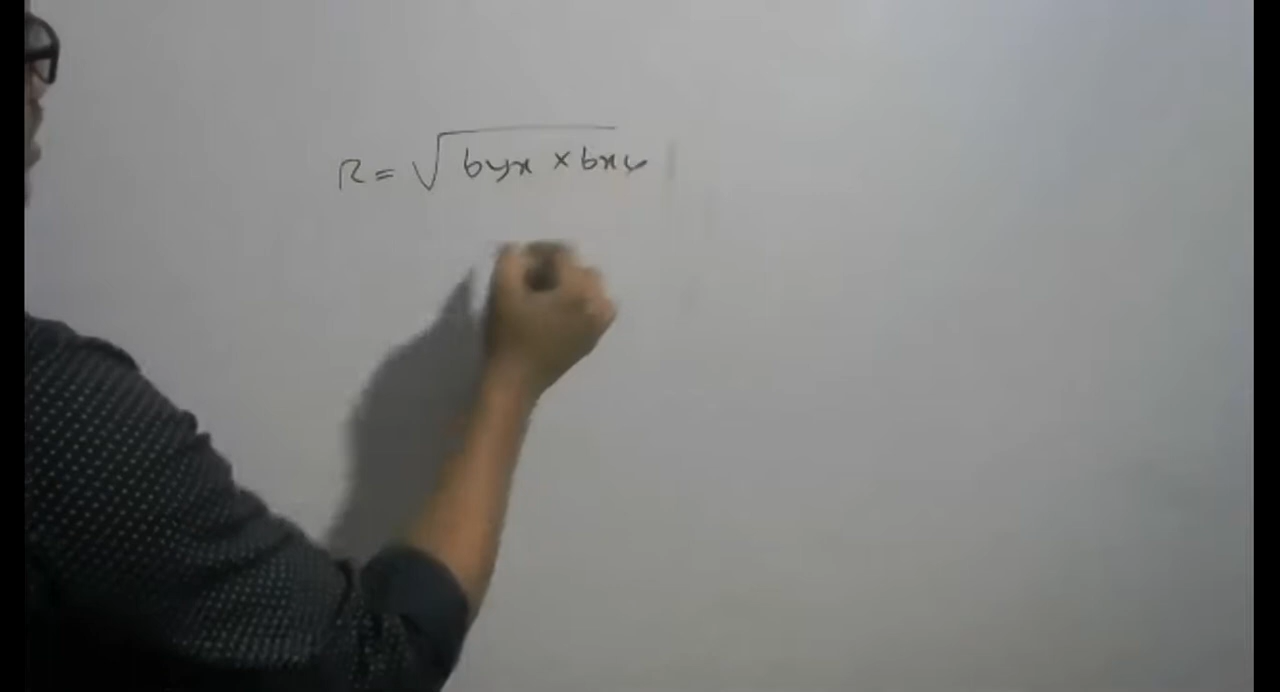 R = √byx × bxy